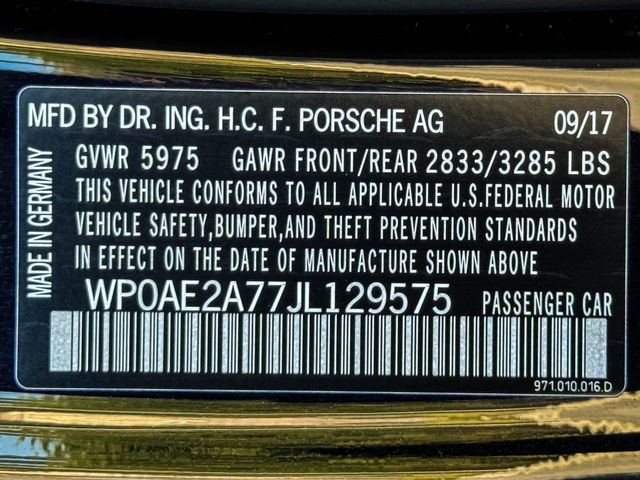 MFD BY DR. ING. H.C. F. PORSCHE AG 09/17
GVWR 5975 GAWR FRONT/REAR 2833/3285 LBS
THIS VEHICLE CONFORMS TO ALL APPLICABLE U.S.FEDERAL MOTOR
VEHICLE SAFETY,BUMPER,AND THEFT PREVENTION STANDARDS
IN EFFECT ON THE DATE OF MANUFACTURE SHOWN ABOVE
MADE IN GERMANY
WP0AE2A77JL129575 PASSENGER CAR
971.010.016.D